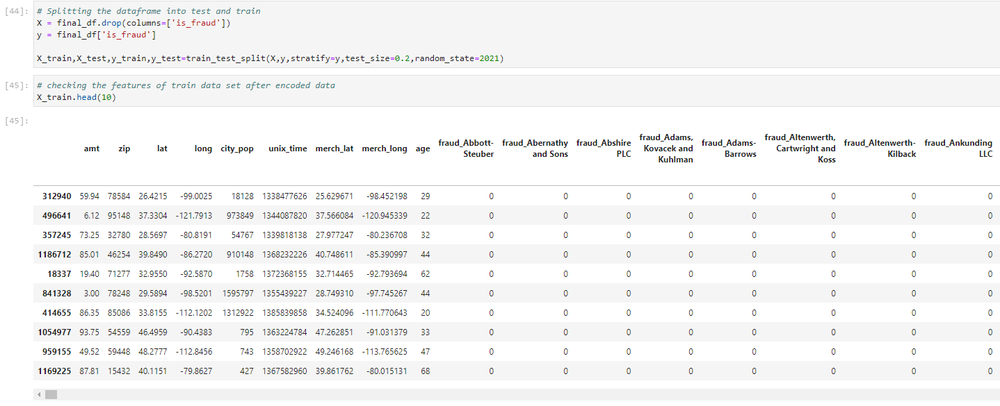 [44]:
# Splitting the dataframe into test and train
X = final_df.drop(columns=['is_fraud'])
y = final_df['is_fraud']
X_train,X_test,y_train,y_test=train_test_split(X,y,stratify=y,test_size=0.2,random_state=2021)
[45]:
# checking the features of train data set after encoded data
X_train.head(10)
[45]:
amt zip lat long city_pop unix_time merch_lat merch_long age fraud_Abbott-Steuber fraud_Abernathy and Sons fraud_Abshire PLC fraud_Adams, Kovacek and Kuhlman fraud_Adams-Barrows fraud_Altenwerth, Cartwright and Koss fraud_Altenwerth-Kilback fraud_Ankunding LLC
312940 59.94 78584 26.4215 -99.0025 18128 1338477626 25.629671 -98.452198 29 0 0 0 0 0 0 0 0
496641 6.12 95148 37.3304 -121.7913 973849 1344087820 37.566084 -120.945339 22 0 0 0 0 0 0 0 0
357245 73.25 32780 28.5697 -80.8191 54767 1339818138 27.977247 -80.236708 32 0 0 0 0 0 0 0 0
1186712 85.01 46254 39.8490 -86.2720 910148 1368232226 40.748611 -85.390997 44 0 0 0 0 0 0 0 0
18337 19.40 71277 32.9550 -92.5870 1758 1372368155 32.714465 -92.793694 62 0 0 0 0 0 0 0 0
841328 3.00 78248 29.5894 -98.5201 1595797 1355439227 28.749310 -97.745267 44 0 0 0 0 0 0 0 0
414655 86.35 85086 33.8155 -112.1202 1312922 1385839858 34.524096 -111.770643 20 0 0 0 0 0 0 0 0
1054977 93.75 54559 46.4959 -90.4383 795 1363224784 47.262851 -91.031379 33 0 0 0 0 0 0 0 0
959155 49.52 59448 48.2777 -112.8456 743 1358702922 49.246168 -113.765625 47 0 0 0 0 0 0 0 0
1169225 87.81 15432 40.1151 -79.8627 427 1367582960 39.861762 -80.015131 68 0 0 0 0 0 0 0 0